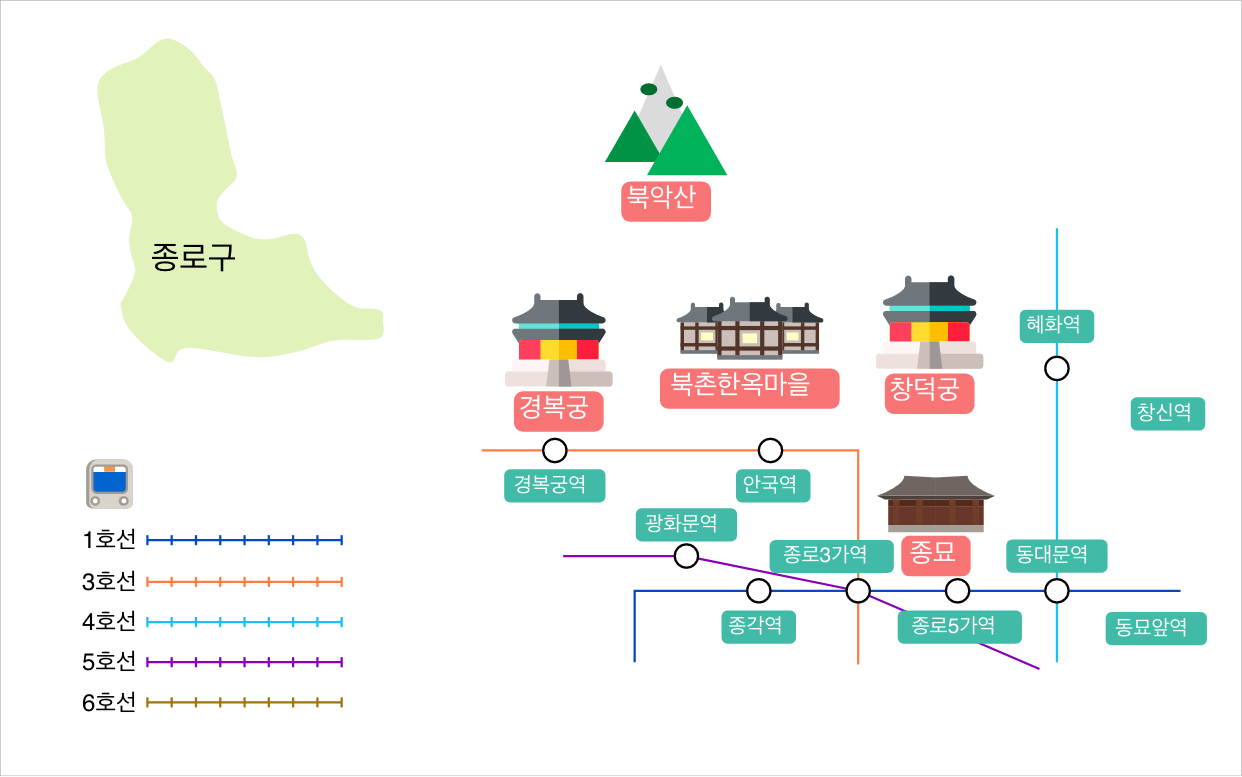 종로구
북악산
혜화역
경복궁
북촌한옥마을
창덕궁
창신역
경복궁역
안국역
광화문역
종로3가역
종묘
동대문역
종각역
종로5가역
동묘앞역
1호선
3호선
4호선
5호선
6호선